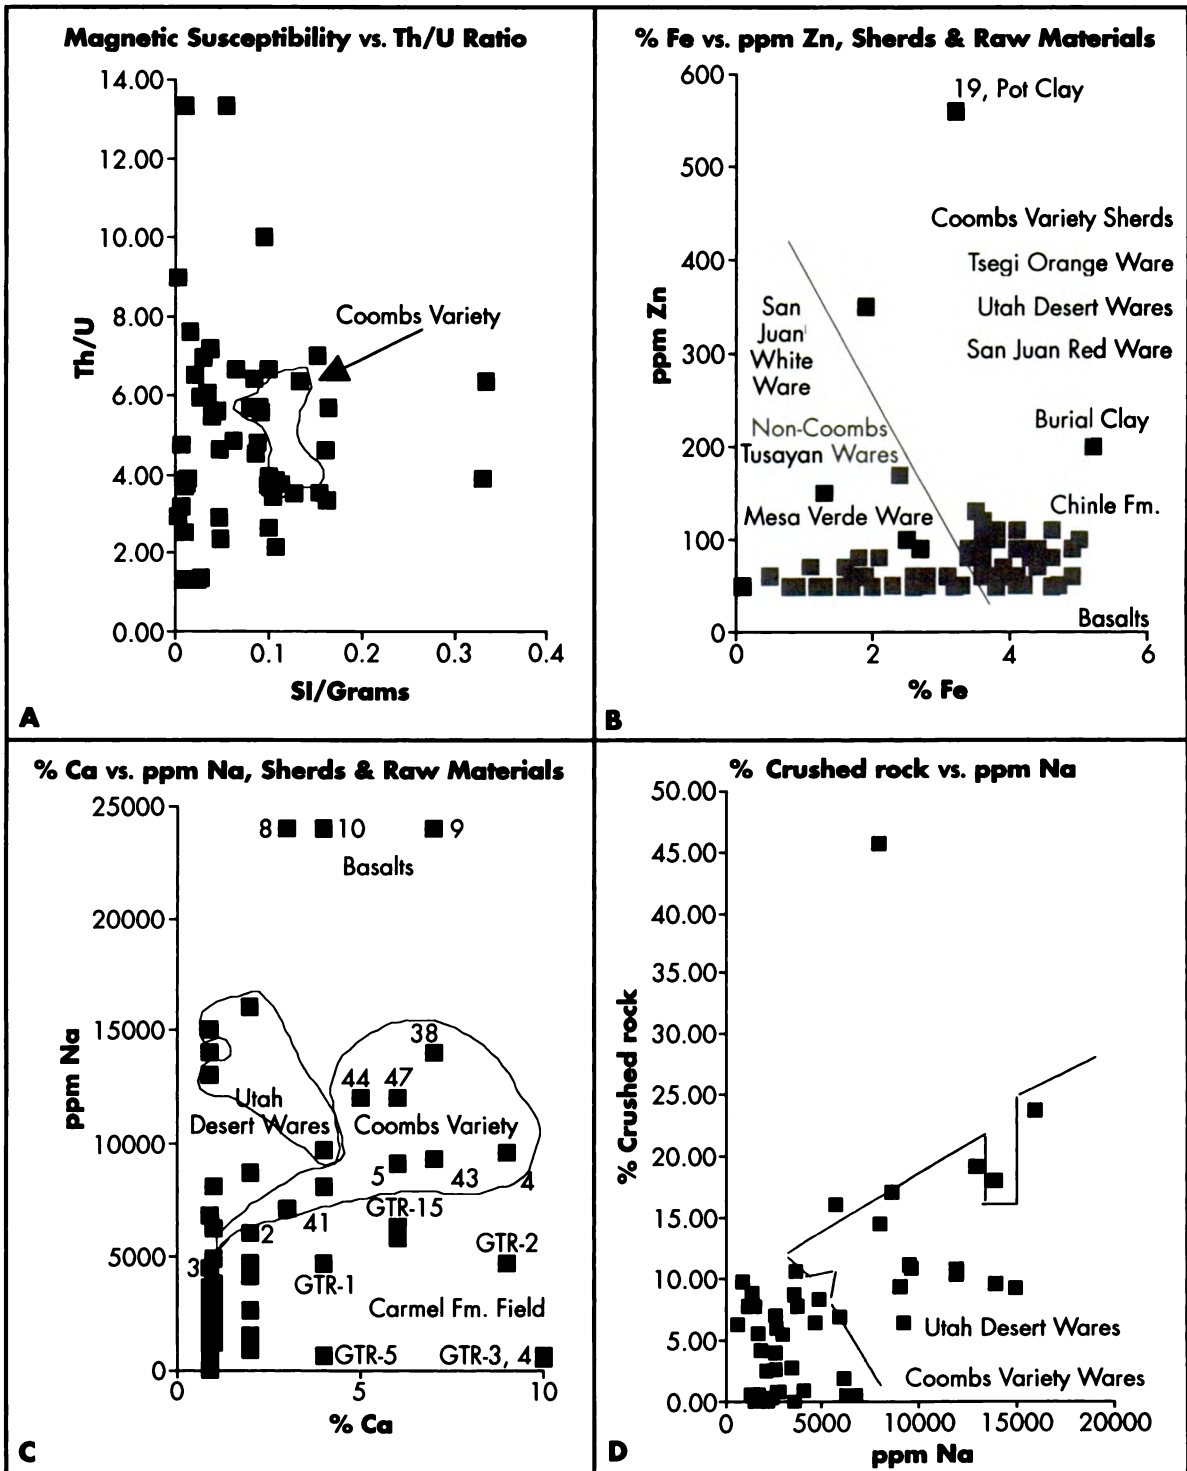 Magnetic Susceptibility vs. Th/U Ratio
14.00
12.00
10.00
8.00
6.00
4.00
2.00
0.00
Th/U
Coombs Variety
0 0.1 0.2 0.3 0.4
SI/Grams
A
% Fe vs. ppm Zn, Sherds & Raw Materials
600
500
400
300
200
100
0
ppm Zn
19, Pot Clay
Coombs Variety Sherds
Tsegi Orange Ware
Utah Desert Wares
San Juan Red Ware
San
Juan
White
Ware
Burial Clay
Non-Coombs
Tusayan Wares
Chinle Fm.
Mesa Verde Ware
Basalts
0 2 4 6
% Fe
B
% Ca vs. ppm Na, Sherds & Raw Materials
25000
20000
15000
10000
5000
0
ppm Na
8 10 9
Basalts
38
44 47
Utah
Desert Wares
Coombs Variety
5 43 4
41
GTR-15
2
GTR-2
3
GTR-1
Carmel Fm. Field
GTR-5
GTR-3, 4
0 5 10
% Ca
C
% Crushed rock vs. ppm Na
50.00
45.00
40.00
35.00
30.00
25.00
20.00
15.00
10.00
5.00
0.00
% Crushed rock
Utah Desert Wares
Coombs Variety Wares
0 5000 10000 15000 20000
ppm Na
D